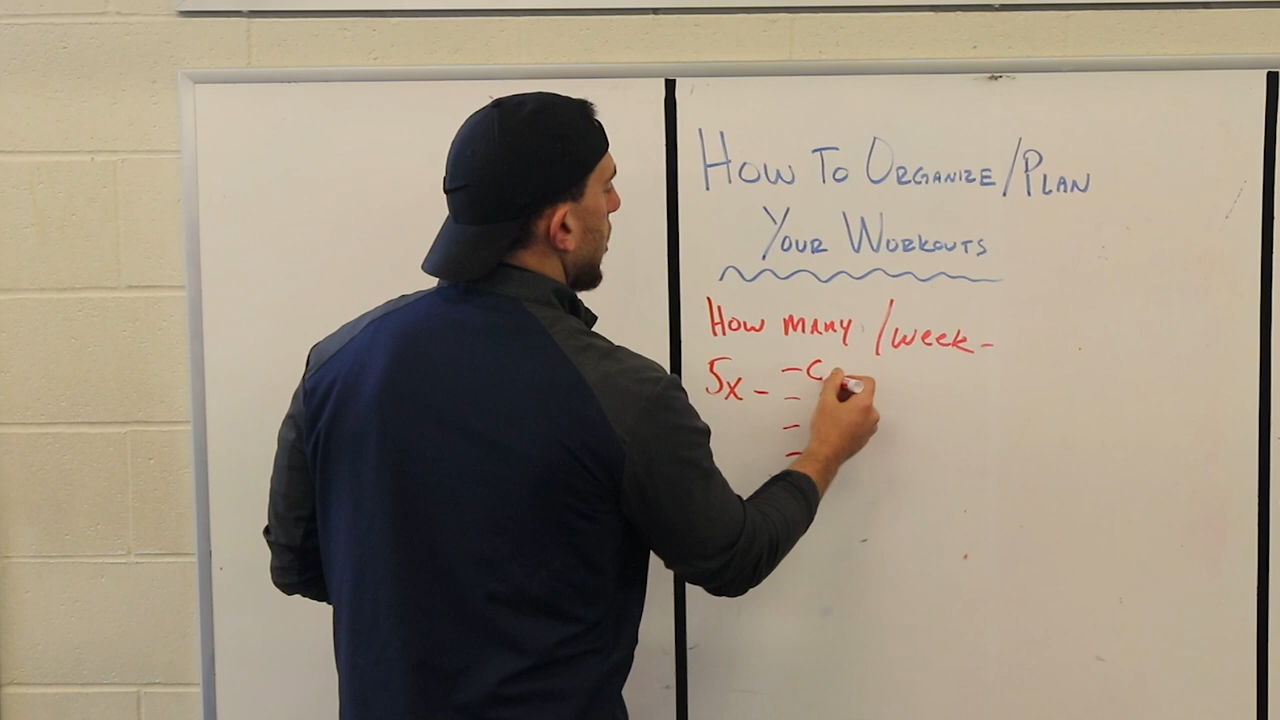 How To Organize/Plan
Your Workouts
How many /week-
5x - - C
-
-
-